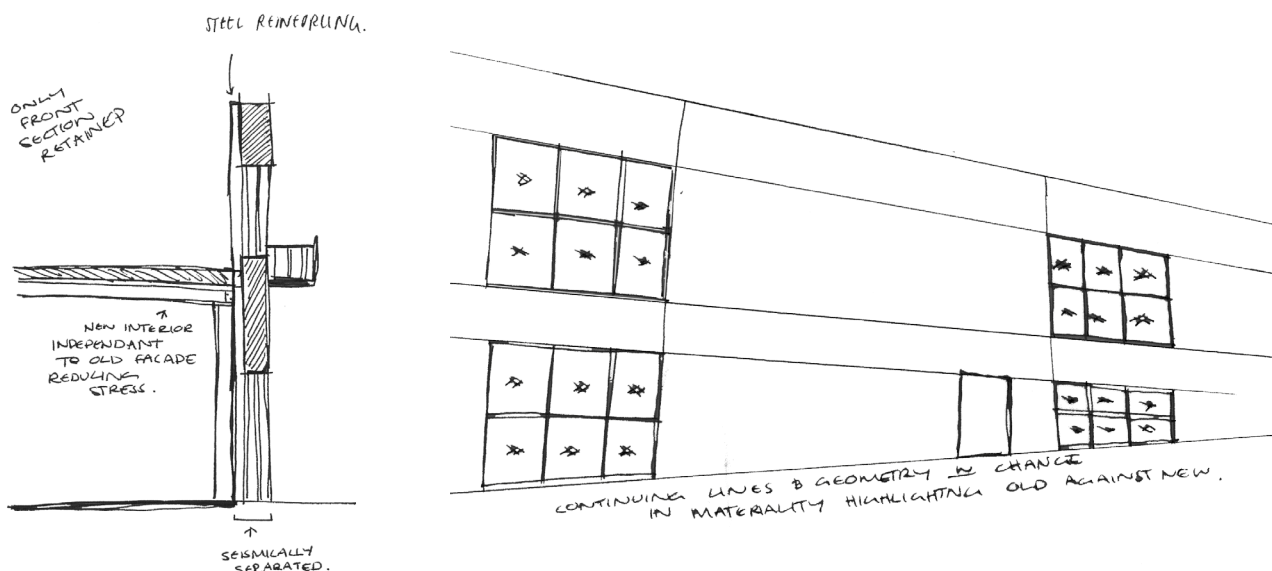 STEEL REINFORCING.
ONLY
FRONT
SECTION
RETAINED
NEW INTERIOR
INDEPENDANT
TO OLD FACADE
REDUCING
STRESS.
SEISMICALLY
SEPARATED.
CONTINUING LINES & GEOMETRY W CHANGE
IN MATERIALITY HIGHLIGHTING OLD AGAINST NEW.